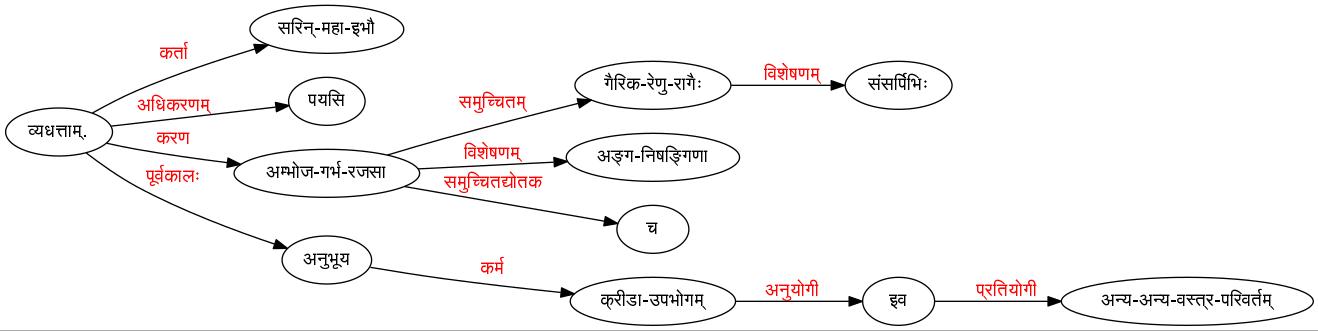 सरिन्-महा-इभौ
कर्ता
गैरिक-रेणु-रागैः
विशेषणम्
संसर्पिभिः
समुच्चितम्
अधिकरणम्
पयसि
व्यधत्ताम्.
करण
विशेषणम्
अङ्ग-निषङ्गिणा
अम्भोज-गर्भ-रजसा
पूर्वकालः
समुच्चितद्योतक
च
अनुभूय
कर्म
क्रीडा-उपभोगम्
अनुयोगी
इव
प्रतियोगी
अन्य-अन्य-वस्त्र-परिवर्तम्